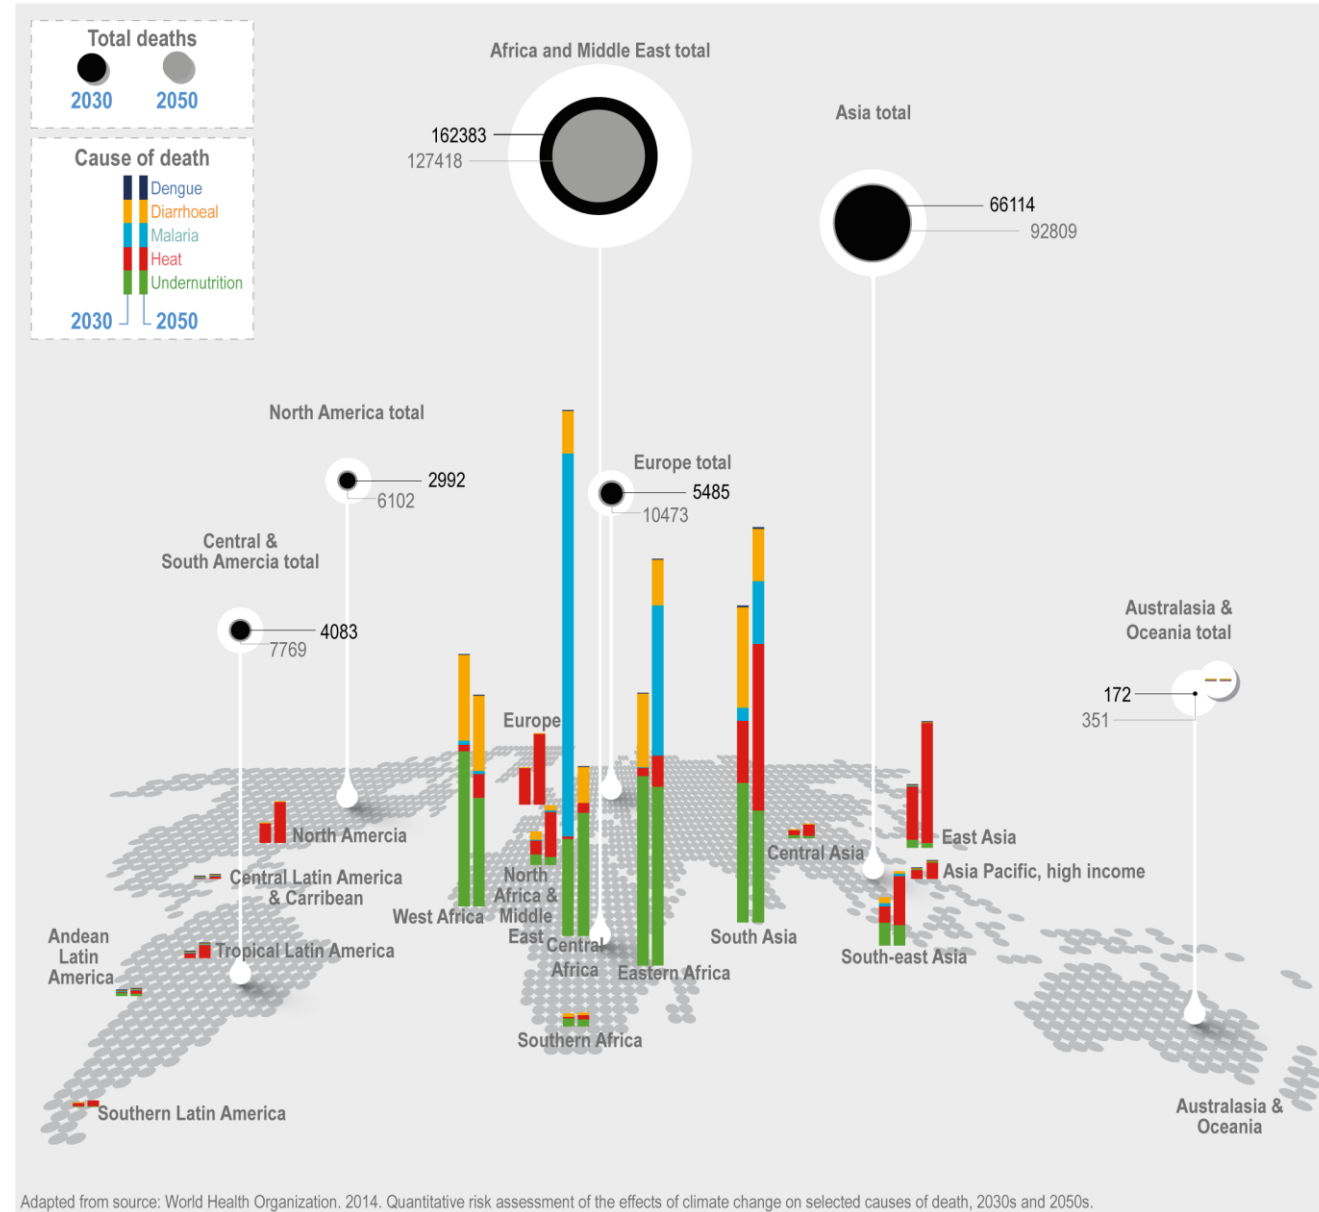 Total deaths
2030 2050
Cause of death
Dengue
Diarrhoeal
Malaria
Heat
Undernutrition
2030 2050
Africa and Middle East total
162383
127418
Asia total
66114
92809
North America total
2992
6102
Europe total
5485
10473
Central &
South Amercia total
4083
7769
Australasia &
Oceania total
172
351
Europe
North Amercia
Central Latin America
& Carribean
Andean
Latin
America
Tropical Latin America
Southern Latin America
West Africa
North
Africa &
Middle
East
Central
Africa
Eastern Africa
Southern Africa
South Asia
Central Asia
East Asia
Asia Pacific, high income
South-east Asia
Australasia &
Oceania
Adapted from source: World Health Organization. 2014. Quantitative risk assessment of the effects of climate change on selected causes of death, 2030s and 2050s.